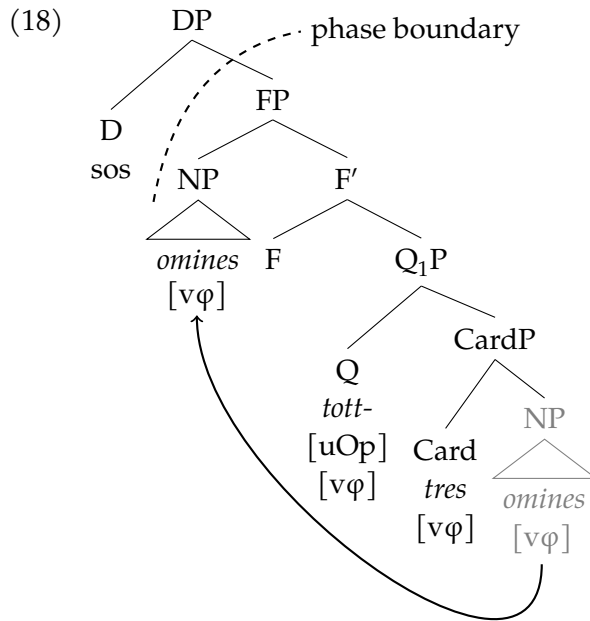 (18)
DP
phase boundary
D
sos
FP
NP
omines
[vφ]
F′
F
Q₁P
Q
tott-
[uOp]
[vφ]
CardP
Card
tres
[vφ]
NP
omines
[vφ]